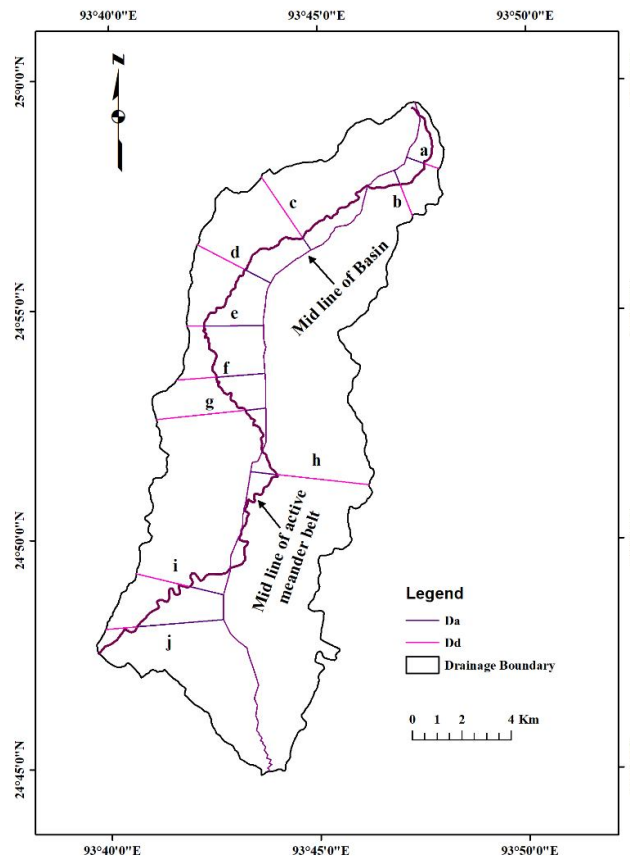 93°40'0"E 93°45'0"E 93°50'0"E
25°0'0"N
N
a
b
c
d
Mid line of Basin
24°55'0"N
e
f
g
h
Mid line of active
meander belt
24°50'0"N
i
j
Legend
Da
Dd
Drainage Boundary
0 1 2 4 Km
24°45'0"N
93°40'0"E 93°45'0"E 93°50'0"E